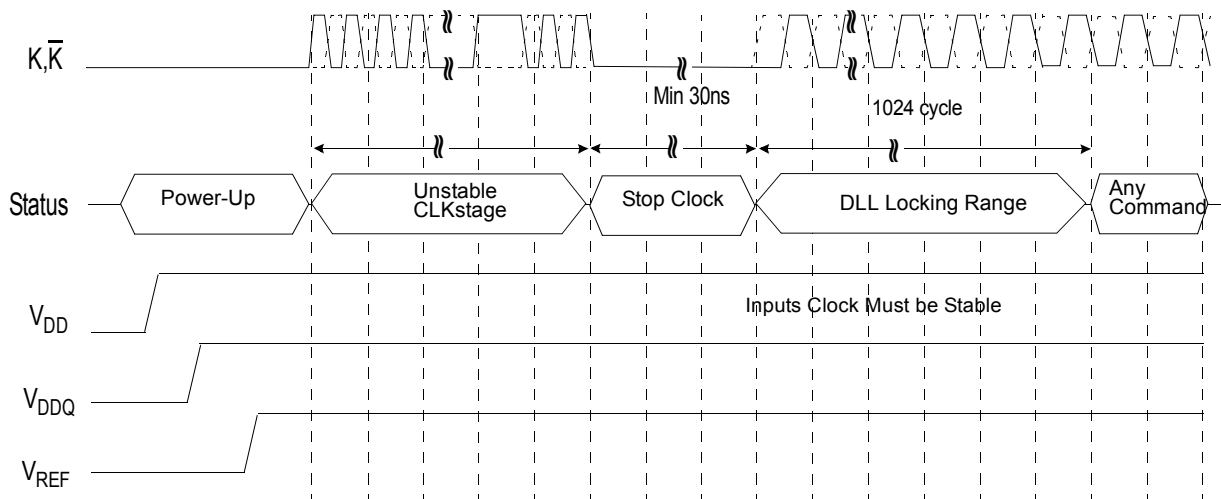 K,K̅
Min 30ns
1024 cycle
Status
Power-Up
Unstable
CLKstage
Stop Clock
DLL Locking Range
Any
Command
VDD
Inputs Clock Must be Stable
VDDQ
VREF